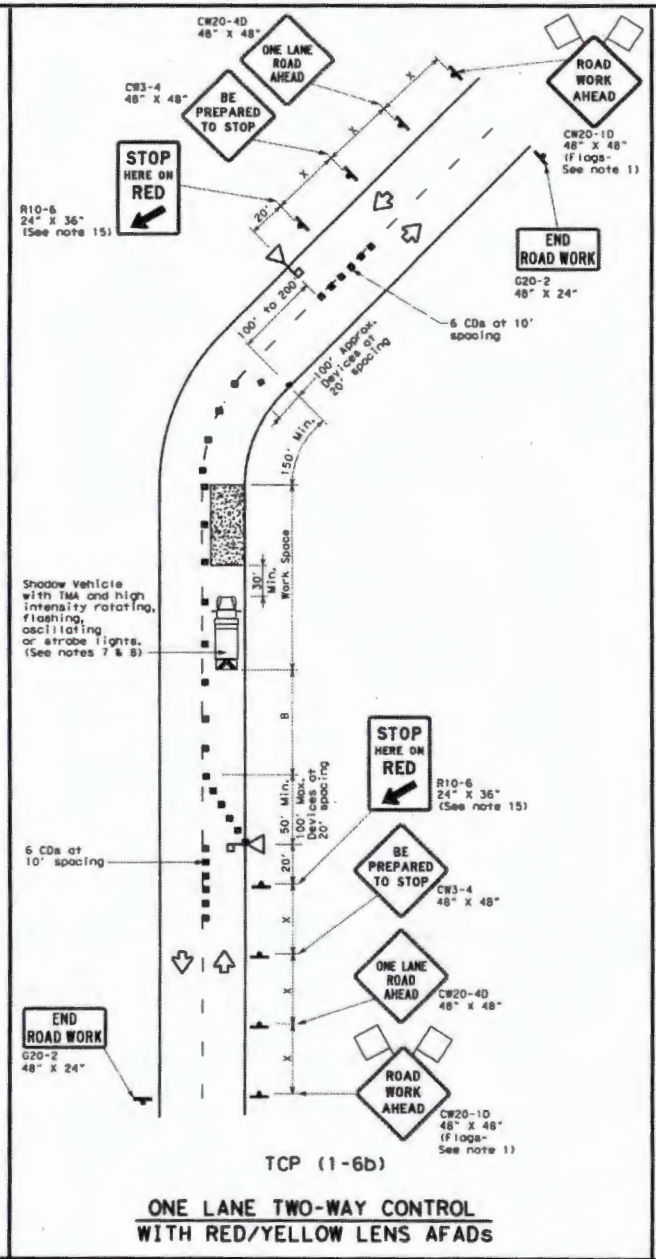 CW20-4D
48" X 48"
ONE LANE
ROAD
AHEAD
CW3-4
48" X 48"
BE
PREPARED
TO STOP
ROAD
WORK
AHEAD
CW20-1D
48" X 48"
(Flags-
See note 1)
STOP
HERE ON
RED
R10-6
24" X 36"
(See note 15)
X
X
20'
END
ROAD WORK
G20-2
48" X 24"
100' to 200'
6 CDs at 10'
spacing
100' Approx.
Devices at
20' spacing
150' Min.
Work Space
30'
Min.
Shadow Vehicle
with TMA and high
intensity rotating,
flashing,
oscillating
or strobe lights.
(See notes 7 & 8)
B
STOP
HERE ON
RED
R10-6
24" X 36"
(See note 15)
50' Min.
100' Max.
Devices at
20' spacing
20'
6 CDs at
10' spacing
BE
PREPARED
TO STOP
CW3-4
48" X 48"
X
ONE LANE
ROAD
AHEAD
CW20-4D
48" X 48"
X
END
ROAD WORK
G20-2
48" X 24"
X
ROAD
WORK
AHEAD
CW20-1D
48" X 48"
(Flags-
See note 1)
TCP (1-6b)
ONE LANE TWO-WAY CONTROL
WITH RED/YELLOW LENS AFADs